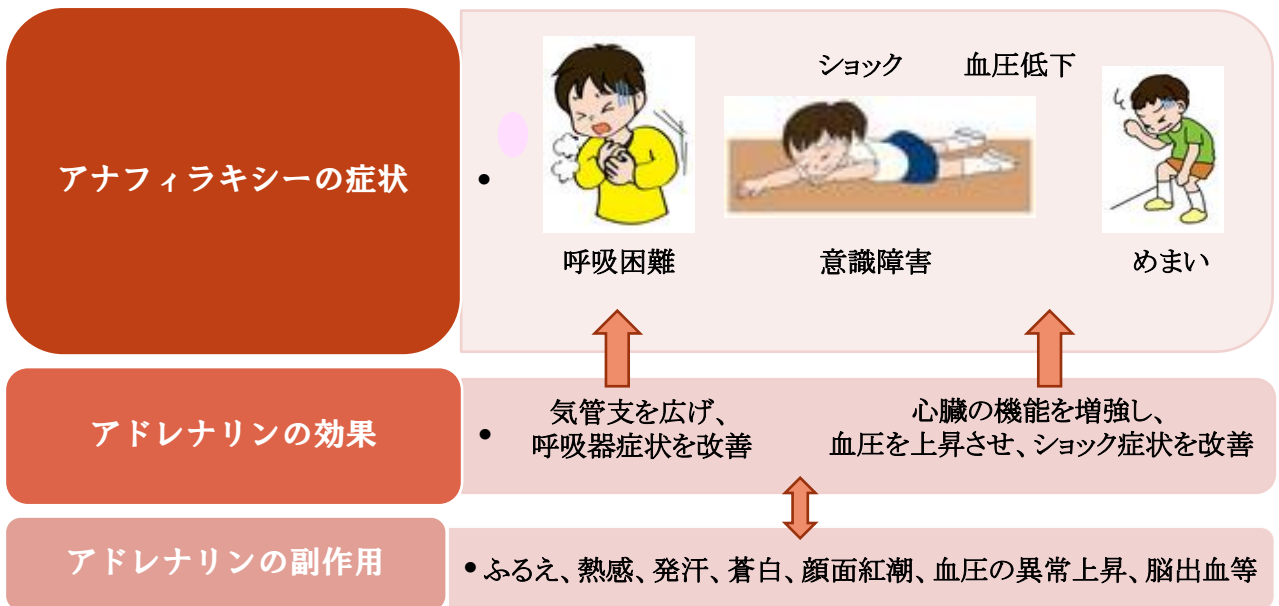 アナフィラキシーの症状
ショック
血圧低下
呼吸困難
意識障害
めまい
アドレナリンの効果
気管支を広げ、
呼吸器症状を改善
心臓の機能を増強し、
血圧を上昇させ、ショック症状を改善
アドレナリンの副作用
ふるえ、熱感、発汗、蒼白、顔面紅潮、血圧の異常上昇、脳出血等